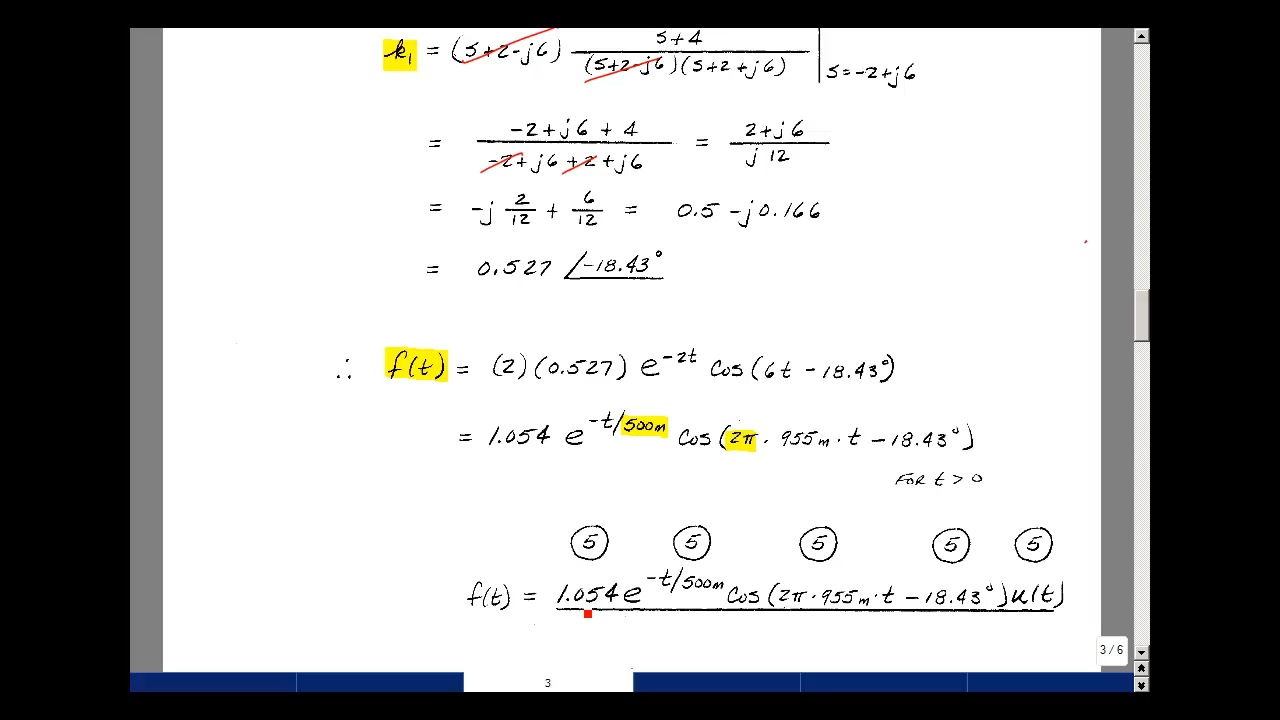 k₁ = (s+2-j6) s+4 / (s+2-j6)(s+2+j6) | s=-2+j6
= -2+j6+4 / -2+j6+2+j6 = 2+j6 / j12
= -j 2/12 + 6/12 = 0.5 -j0.166
= 0.527 ∠-18.43°
∴ f(t) = (2)(0.527) e^-2t cos(6t-18.43°)
= 1.054 e^-t/500m cos(2π·955m·t-18.43°)
FOR t>0
5 5 5 5 5
f(t) = 1.054 e^-t/500m cos(2π·955m·t-18.43°)u(t)
3/6
3